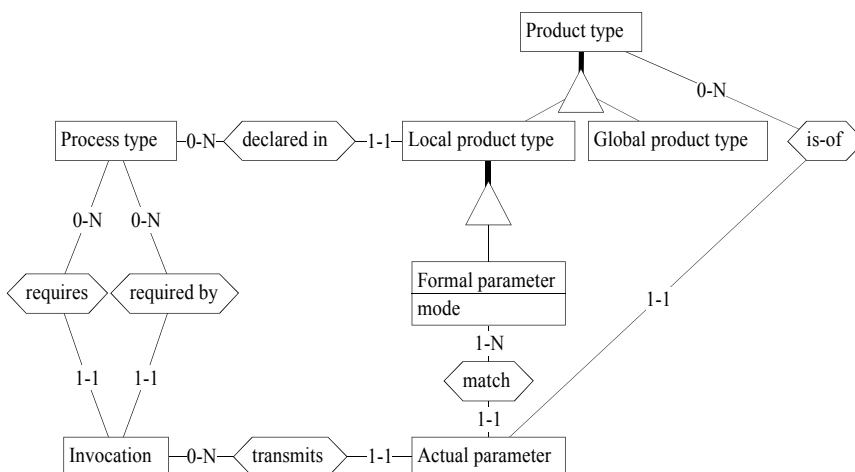 Product type
0-N
Process type
0-N
declared in
1-1
Local product type
Global product type
is-of
0-N
0-N
requires
required by
Formal parameter
mode
1-1
1-N
1-1
1-1
match
1-1
Invocation
0-N
transmits
1-1
Actual parameter